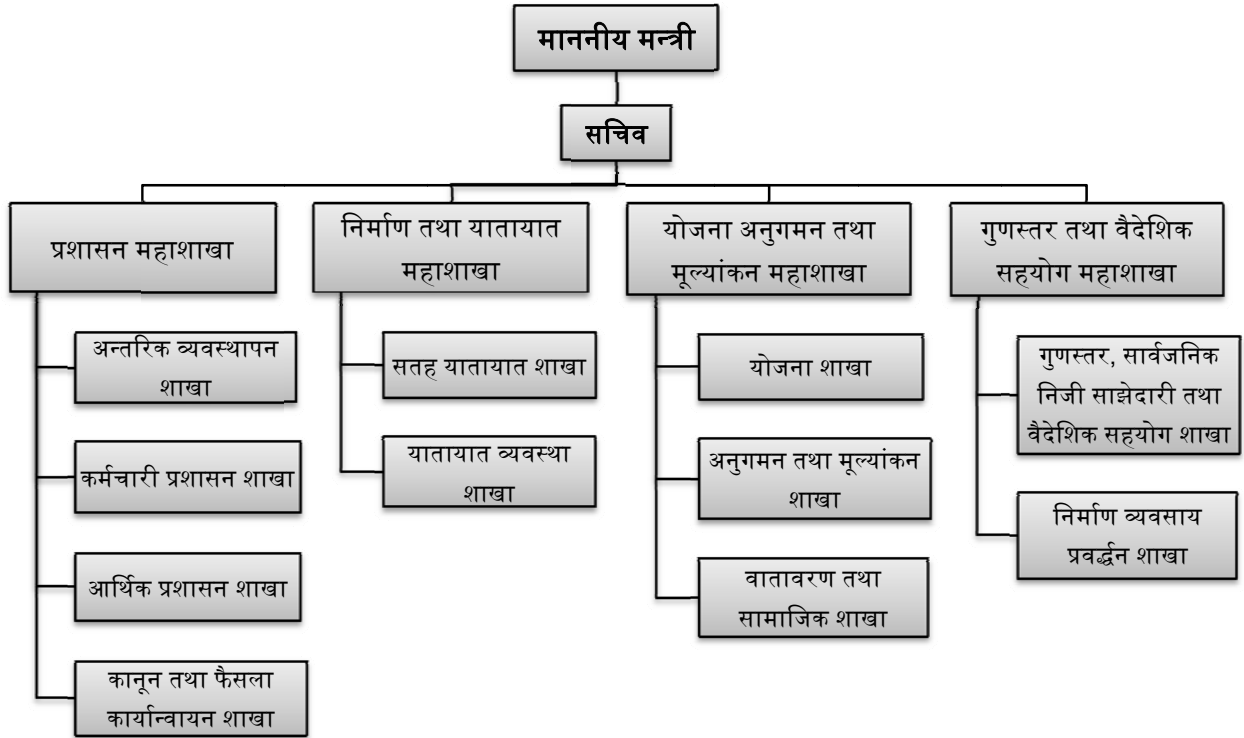 माननीय मन्त्री
सचिव
प्रशासन महाशाखा
अन्तरिक व्यवस्थापन
शाखा
कर्मचारी प्रशासन शाखा
आर्थिक प्रशासन शाखा
कानून तथा फैसला
कार्यान्वायन शाखा
निर्माण तथा यातायात
महाशाखा
सतह यातायात शाखा
यातायात व्यवस्था
शाखा
योजना अनुगमन तथा
मूल्यांकन महाशाखा
योजना शाखा
अनुगमन तथा मूल्यांकन
शाखा
वातावरण तथा
सामाजिक शाखा
गुणस्तर तथा वैदेशिक
सहयोग महाशाखा
गुणस्तर, सार्वजनिक
निजी साझेदारी तथा
वैदेशिक सहयोग शाखा
निर्माण व्यवसाय
प्रवर्द्धन शाखा